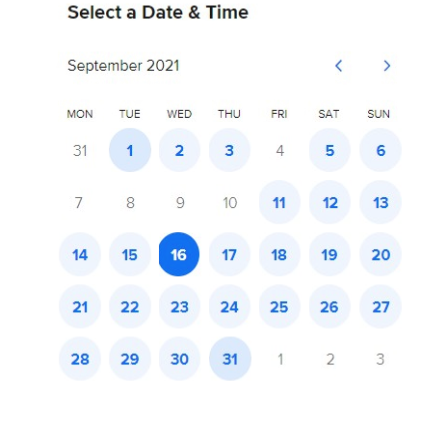 Select a Date & Time
September 2021
MON TUE WED THU FRI SAT SUN
31 1 2 3 4 5 6
7 8 9 10 11 12 13
14 15 16 17 18 19 20
21 22 23 24 25 26 27
28 29 30 31 1 2 3